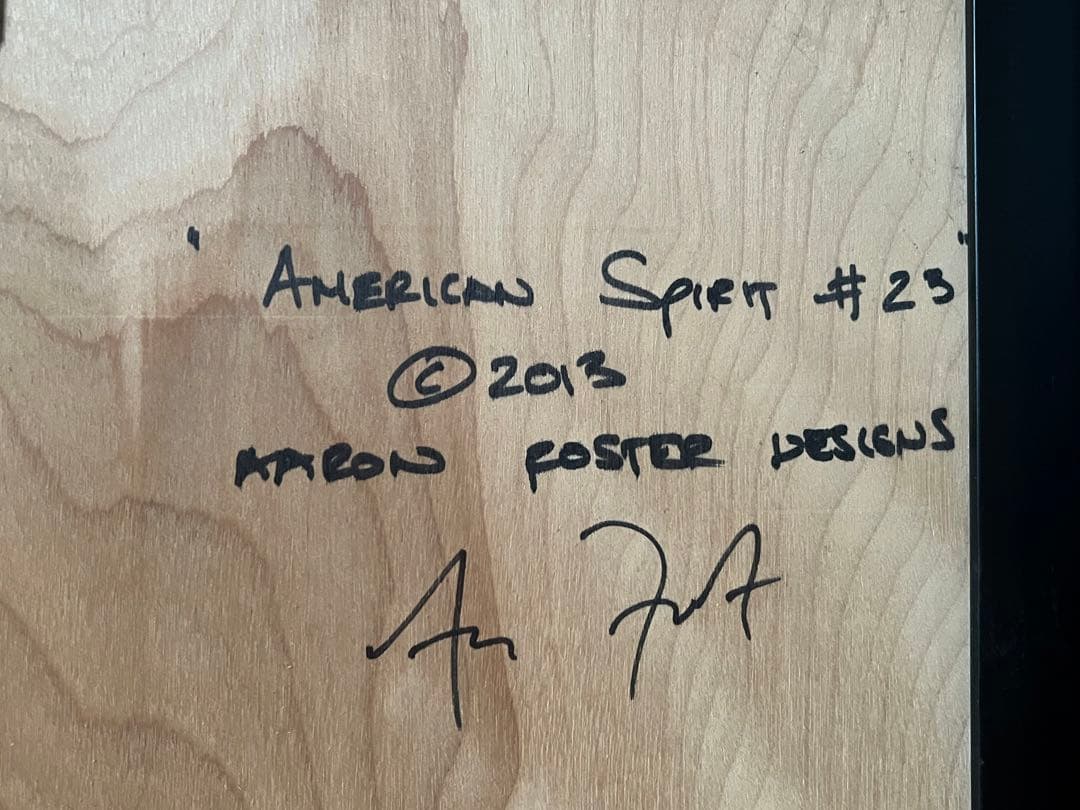 "American Spirit #23"
©2013
AARON FOSTER DESIGNS